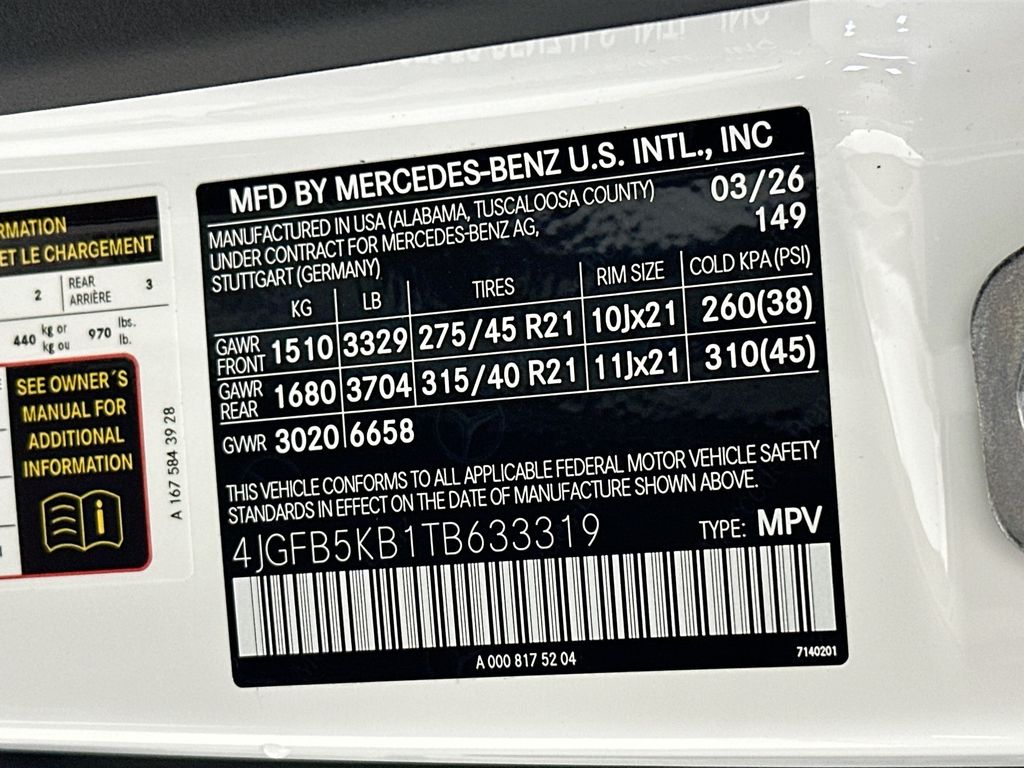 MFD BY MERCEDES-BENZ U.S. INTL., INC
MANUFACTURED IN USA (ALABAMA, TUSCALOOSA COUNTY)
UNDER CONTRACT FOR MERCEDES-BENZ AG,
STUTTGART (GERMANY)
03/26
149
KG LB TIRES RIM SIZE COLD KPA (PSI)
GAWR FRONT 1510 3329 275/45 R21 10Jx21 260(38)
GAWR REAR 1680 3704 315/40 R21 11Jx21 310(45)
GVWR 3020 6658
THIS VEHICLE CONFORMS TO ALL APPLICABLE FEDERAL MOTOR VEHICLE SAFETY
STANDARDS IN EFFECT ON THE DATE OF MANUFACTURE SHOWN ABOVE.
4JGFB5KB1TB633319 TYPE: MPV
A 000 817 52 04
7140201
RMATION
ET LE CHARGEMENT
2 REAR ARRIÈRE 3
440 kg or kg ou 970 lbs. lb.
SEE OWNER´S
MANUAL FOR
ADDITIONAL
INFORMATION
A 167 584 39 28